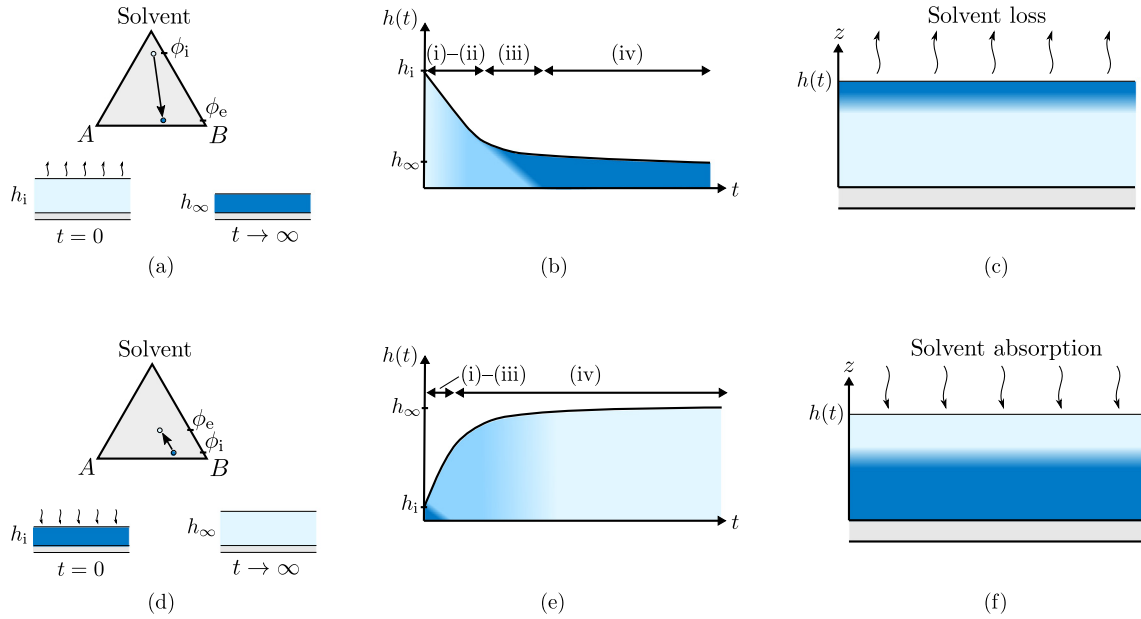 Solvent
ϕi
ϕe
A
B
hi
h∞
t = 0
t → ∞
(a)
h(t)
(i)–(ii)
(iii)
(iv)
hi
h∞
t
(b)
Solvent loss
z
h(t)
(c)
Solvent
ϕe
ϕi
A
B
hi
h∞
t = 0
t → ∞
(d)
h(t)
(i)–(iii)
(iv)
h∞
hi
t
(e)
Solvent absorption
z
h(t)
(f)